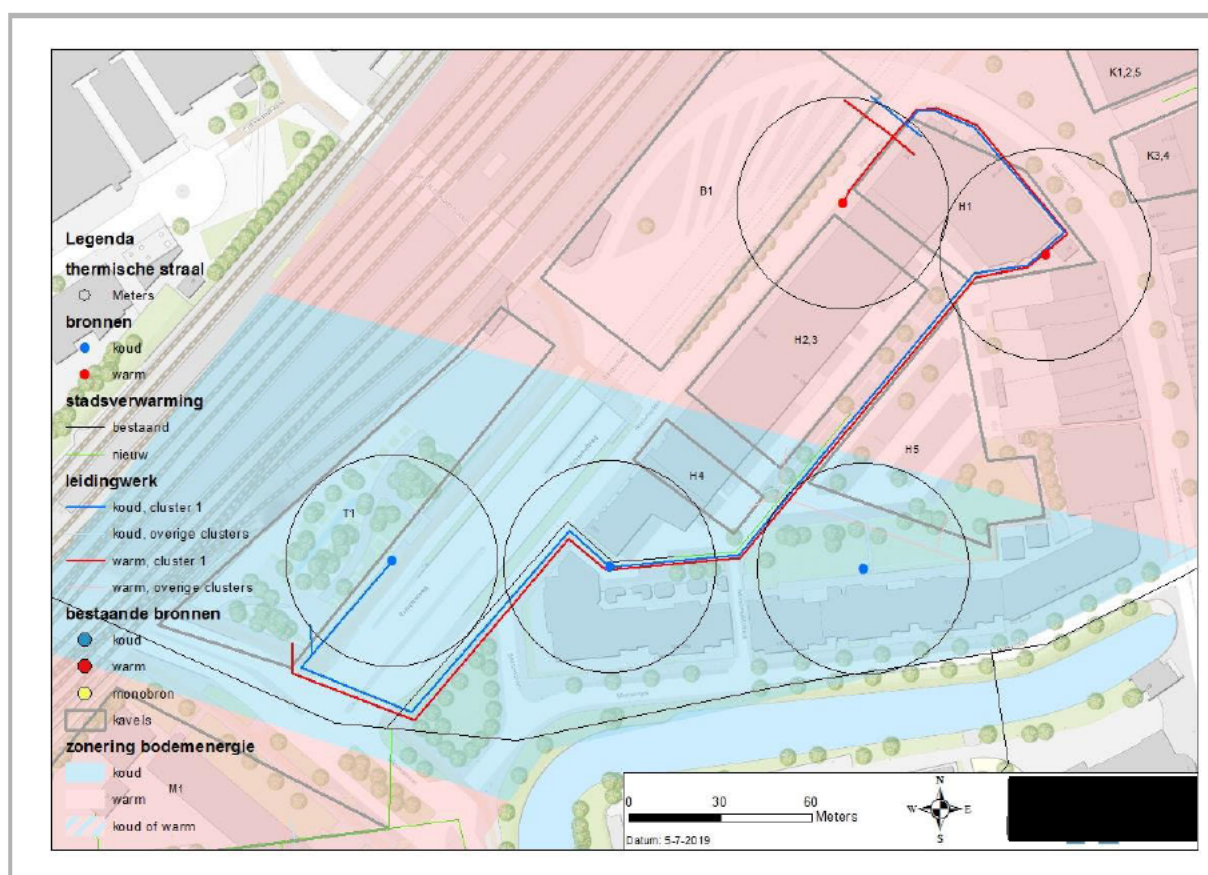 K1,2,5
K3,4
B1
H1
Legenda
thermische straal
Meters
bronnen
koud
warm
H2,3
stadsverwarming
bestaand
nieuw
H5
H4
leidingwerk
koud, cluster 1
T1
koud, overige clusters
warm, cluster 1
warm, overige clusters
bestaande bronnen
koud
warm
monobron
kavels
zonering bodemenergie
koud
warm
M1
koud of warm
0 30 60
Meters
N
W E
S
Datum: 5-7-2019